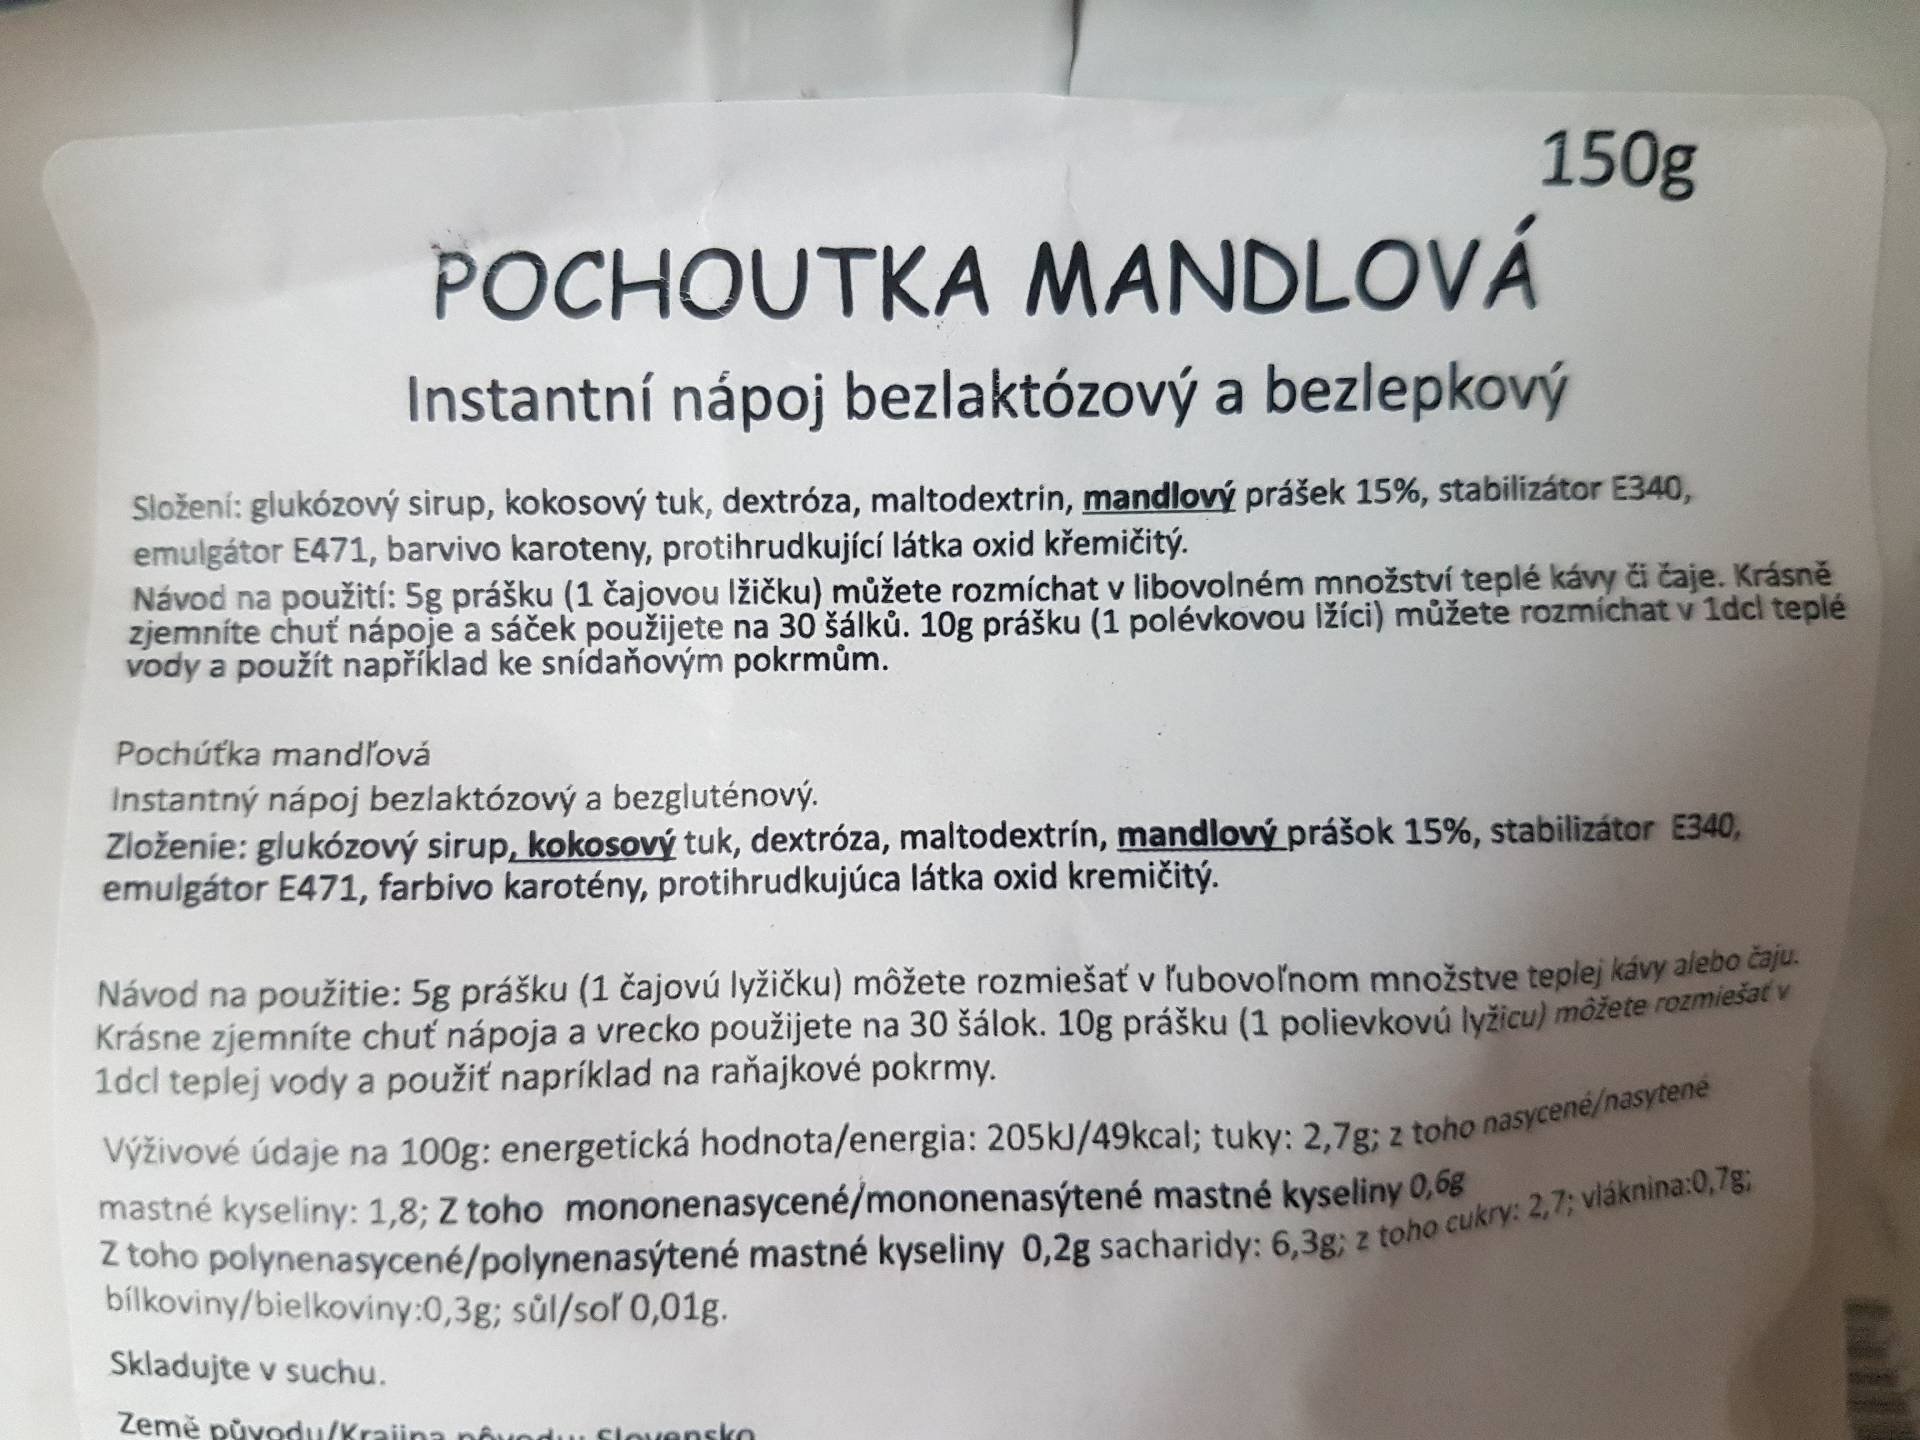 150g
POCHOUTKA MANDLOVÁ
Instantní nápoj bezlaktózový a bezlepkový
Složení: glukózový sirup, kokosový tuk, dextróza, maltodextrin, mandlový prášek 15%, stabilizátor E340,
emulgátor E471, barvivo karoteny, protihrudkující látka oxid křemičitý.
Návod na použití: 5g prášku (1 čajovou lžičku) můžete rozmíchat v libovolném množství teplé kávy či čaje. Krásně
zjemníte chuť nápoje a sáček použijete na 30 šálků. 10g prášku (1 polévkovou lžíci) můžete rozmíchat v 1dcl teplé
vody a použít například ke snídaňovým pokrmům.
Pochúťka mandľová
Instantný nápoj bezlaktózový a bezgluténový.
Zloženie: glukózový sirup, kokosový tuk, dextróza, maltodextrín, mandlový prášok 15%, stabilizátor E340,
emulgátor E471, farbivo karotény, protihrudkujúca látka oxid kremičitý.
Návod na použitie: 5g prášku (1 čajovú lyžičku) môžete rozmiešať v ľubovoľnom množstve teplej kávy alebo čaju.
Krásne zjemníte chuť nápoja a vrecko použijete na 30 šálok. 10g prášku (1 polievkovú lyžicu) môžete rozmiešať v
1dcl teplej vody a použiť napríklad na raňajkové pokrmy.
Výživové údaje na 100g: energetická hodnota/energia: 205kJ/49kcal; tuky: 2,7g; z toho nasycené/nasytené
mastné kyseliny: 1,8; Z toho mononenasycené/mononenasýtené mastné kyseliny 0,6g
Z toho polynenasycené/polynenasýtené mastné kyseliny 0,2g sacharidy: 6,3g; z toho cukry: 2,7; vláknina:0,7g;
bílkoviny/bielkoviny:0,3g; sůl/soľ 0,01g.
Skladujte v suchu.
Země původu/Krajina pôvodu: Slovensko